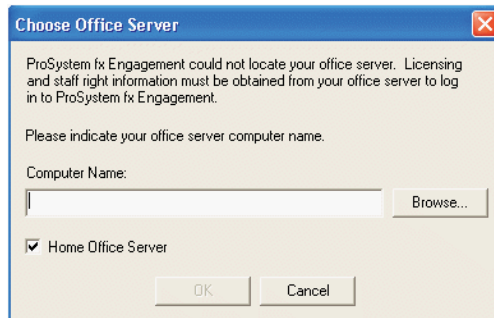 Choose Office Server
ProSystem fx Engagement could not locate your office server.  Licensing
and staff right information must be obtained from your office server to log
in to ProSystem fx Engagement.
Please indicate your office server computer name.
Computer Name:
Browse...
Home Office Server
OK
Cancel